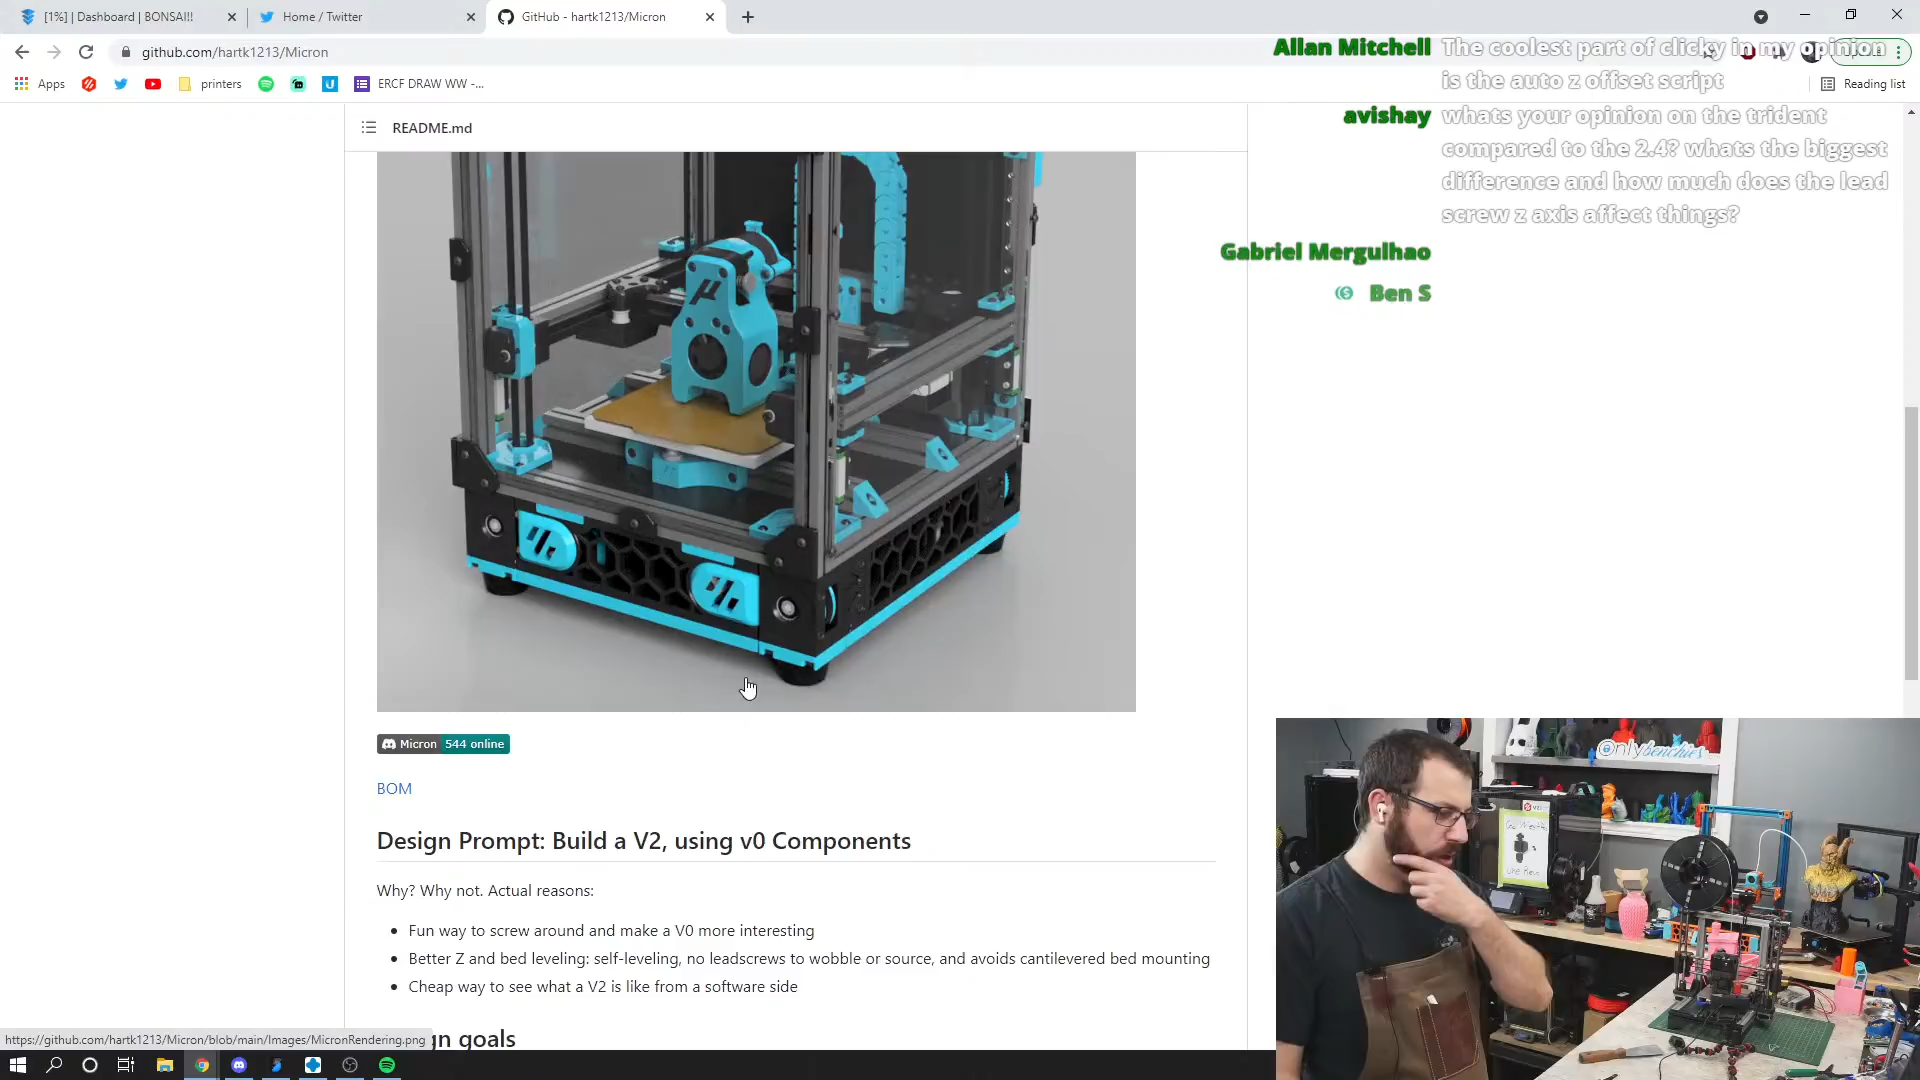 [1%] | Dashboard | BONSAI!!
Home / Twitter
GitHub - hartk1213/Micron
github.com/hartk1213/Micron
Apps
printers
ERCF DRAW WW -...
Reading list
README.md
Allan Mitchell The coolest part of clicky in my opinion
is the auto z offset script
avishay whats your opinion on the trident
compared to the 2.4? whats the biggest
difference and how much does the lead
screw z axis affect things?
Gabriel Mergulhao
Ben S
μ
Micron 544 online
BOM
Design Prompt: Build a V2, using v0 Components
Why? Why not. Actual reasons:
• Fun way to screw around and make a V0 more interesting
• Better Z and bed leveling: self-leveling, no leadscrews to wobble or source, and avoids cantilevered bed mounting
• Cheap way to see what a V2 is like from a software side
gn goals
https://github.com/hartk1213/Micron/blob/main/Images/MicronRendering.png
Onlybenchies